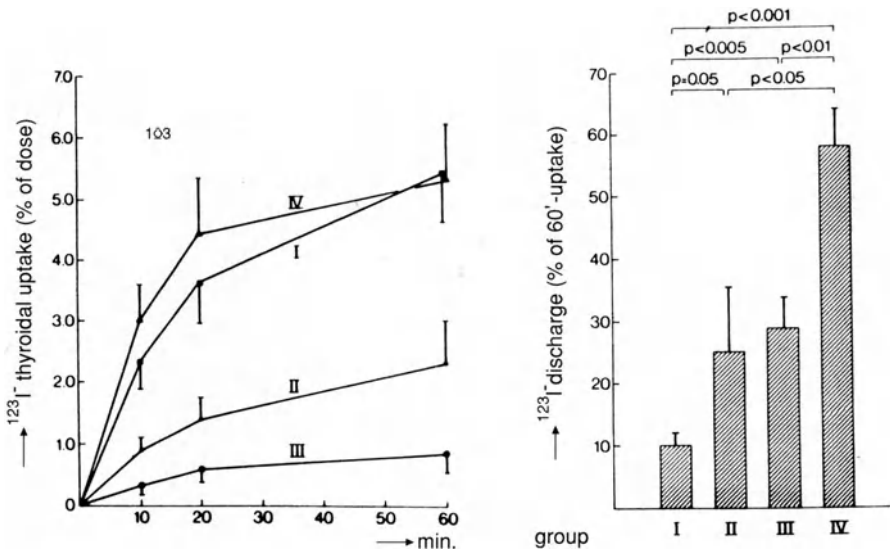 7.0
6.0
5.0
4.0
3.0
2.0
1.0
0
10
20
30
40
50
60
→ min.
→ ¹²³I⁻ thyroidal uptake (% of dose)
103
IV
I
II
III
p<0.001
p<0.005
p<0.01
p=0.05
p<0.05
70
60
50
40
30
20
10
→ ¹²³I⁻ discharge (% of 60'-uptake)
group
I
II
III
IV